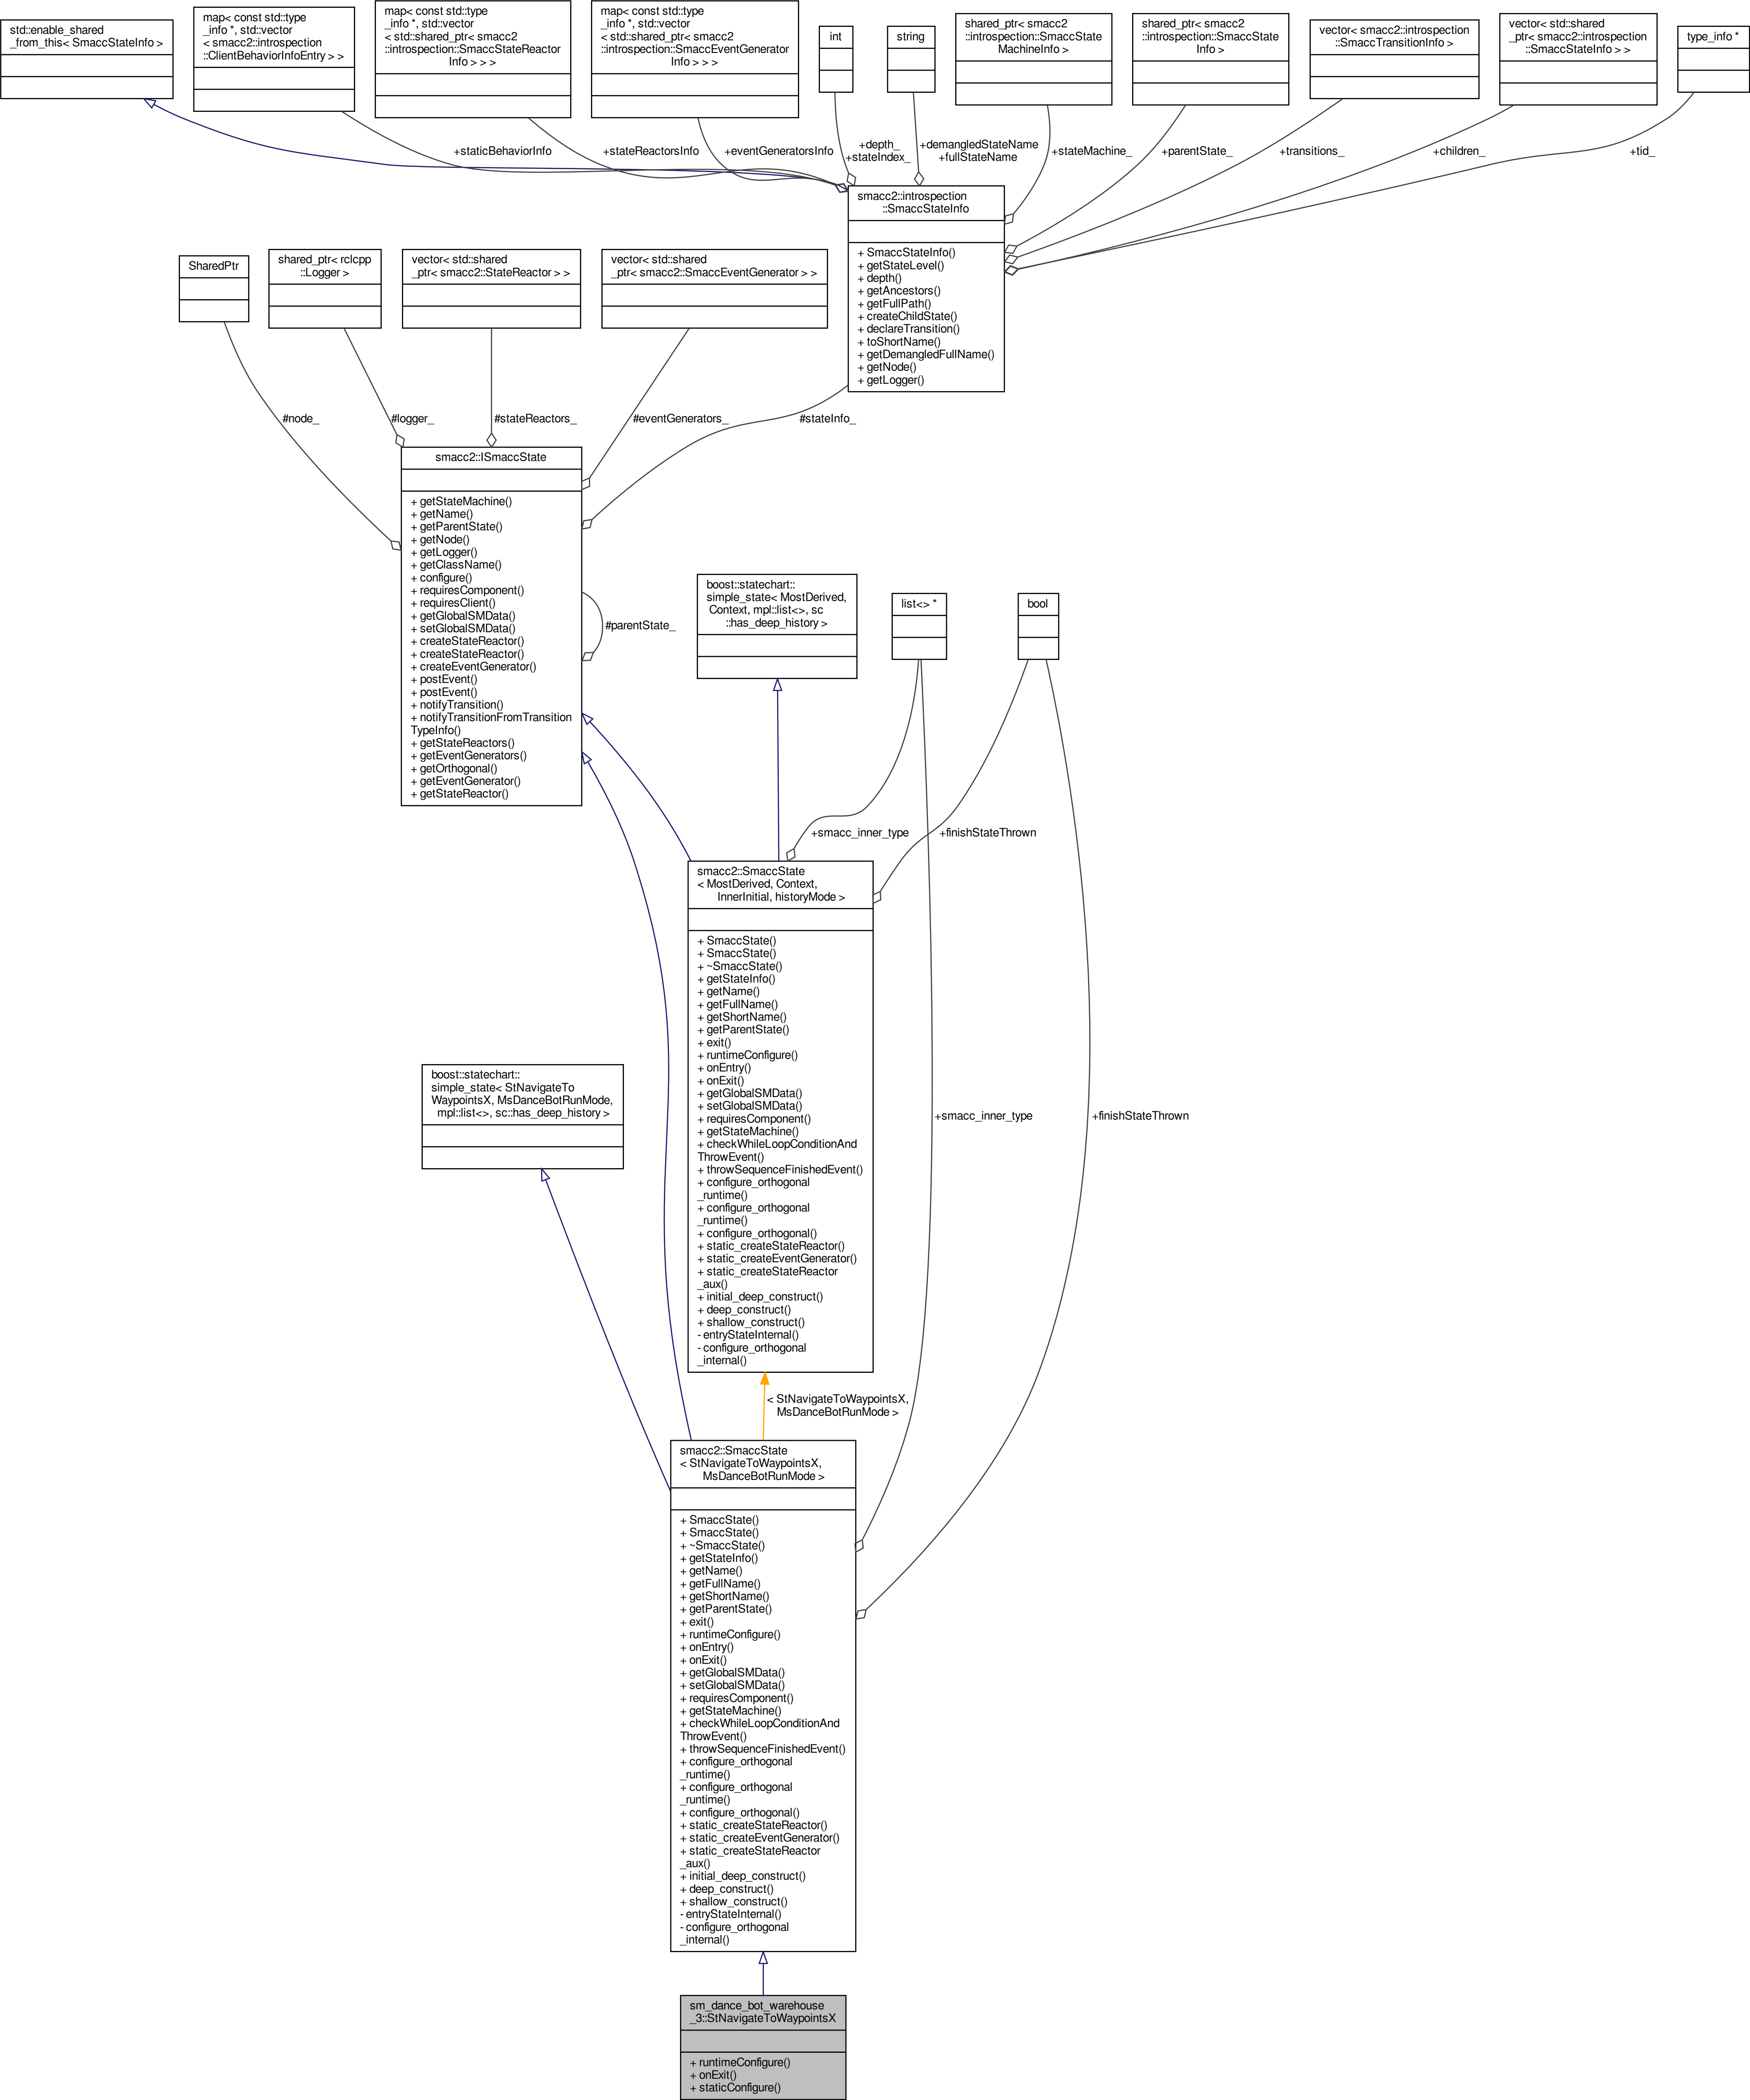 std::enable_shared
_from_this< SmaccStateInfo >
map< const std::type
_info *, std::vector
< smacc2::introspection
::ClientBehaviorInfoEntry > >
map< const std::type
_info *, std::vector
< std::shared_ptr< smacc2
::introspection::SmaccStateReactor
Info > > >
map< const std::type
_info *, std::vector
< std::shared_ptr< smacc2
::introspection::SmaccEventGenerator
Info > > >
int
string
shared_ptr< smacc2
::introspection::SmaccState
MachineInfo >
shared_ptr< smacc2
::introspection::SmaccState
Info >
vector< smacc2::introspection
::SmaccTransitionInfo >
vector< std::shared
_ptr< smacc2::introspection
::SmaccStateInfo > >
type_info *
+staticBehaviorInfo
+stateReactorsInfo
+eventGeneratorsInfo
+depth_
+stateIndex_
+demangledStateName
+fullStateName
+stateMachine_
+parentState_
+transitions_
+children_
+tid_
smacc2::introspection
::SmaccStateInfo
+ SmaccStateInfo()
+ getStateLevel()
+ depth()
+ getAncestors()
+ getFullPath()
+ createChildState()
+ declareTransition()
+ toShortName()
+ getDemangledFullName()
+ getNode()
+ getLogger()
SharedPtr
shared_ptr< rclcpp
::Logger >
vector< std::shared
_ptr< smacc2::StateReactor > >
vector< std::shared
_ptr< smacc2::SmaccEventGenerator > >
#node_
#logger_
#stateReactors_
#eventGenerators_
#stateInfo_
smacc2::ISmaccState
+ getStateMachine()
+ getName()
+ getParentState()
+ getNode()
+ getLogger()
+ getClassName()
+ configure()
+ requiresComponent()
+ requiresClient()
+ getGlobalSMData()
+ setGlobalSMData()
+ createStateReactor()
+ createStateReactor()
+ createEventGenerator()
+ postEvent()
+ postEvent()
+ notifyTransition()
+ notifyTransitionFromTransition
TypeInfo()
+ getStateReactors()
+ getEventGenerators()
+ getOrthogonal()
+ getEventGenerator()
+ getStateReactor()
#parentState_
boost::statechart::
simple_state< MostDerived,
Context, mpl::list<>, sc
::has_deep_history >
list<> *
bool
+smacc_inner_type
+finishStateThrown
smacc2::SmaccState
< MostDerived, Context,
InnerInitial, historyMode >
+ SmaccState()
+ SmaccState()
+ ~SmaccState()
+ getStateInfo()
+ getName()
+ getFullName()
+ getShortName()
+ getParentState()
+ exit()
+ runtimeConfigure()
+ onEntry()
+ onExit()
+ getGlobalSMData()
+ setGlobalSMData()
+ requiresComponent()
+ getStateMachine()
+ checkWhileLoopConditionAnd
ThrowEvent()
+ throwSequenceFinishedEvent()
+ configure_orthogonal
_runtime()
+ configure_orthogonal
_runtime()
+ configure_orthogonal()
+ static_createStateReactor()
+ static_createEventGenerator()
+ static_createStateReactor
_aux()
+ initial_deep_construct()
+ deep_construct()
+ shallow_construct()
- entryStateInternal()
- configure_orthogonal
_internal()
boost::statechart::
simple_state< StNavigateTo
WaypointsX, MsDanceBotRunMode,
mpl::list<>, sc::has_deep_history >
+smacc_inner_type
+finishStateThrown
< StNavigateToWaypointsX,
MsDanceBotRunMode >
smacc2::SmaccState
< StNavigateToWaypointsX,
MsDanceBotRunMode >
+ SmaccState()
+ SmaccState()
+ ~SmaccState()
+ getStateInfo()
+ getName()
+ getFullName()
+ getShortName()
+ getParentState()
+ exit()
+ runtimeConfigure()
+ onEntry()
+ onExit()
+ getGlobalSMData()
+ setGlobalSMData()
+ requiresComponent()
+ getStateMachine()
+ checkWhileLoopConditionAnd
ThrowEvent()
+ throwSequenceFinishedEvent()
+ configure_orthogonal
_runtime()
+ configure_orthogonal
_runtime()
+ configure_orthogonal()
+ static_createStateReactor()
+ static_createEventGenerator()
+ static_createStateReactor
_aux()
+ initial_deep_construct()
+ deep_construct()
+ shallow_construct()
- entryStateInternal()
- configure_orthogonal
_internal()
sm_dance_bot_warehouse
_3::StNavigateToWaypointsX
+ runtimeConfigure()
+ onExit()
+ staticConfigure()